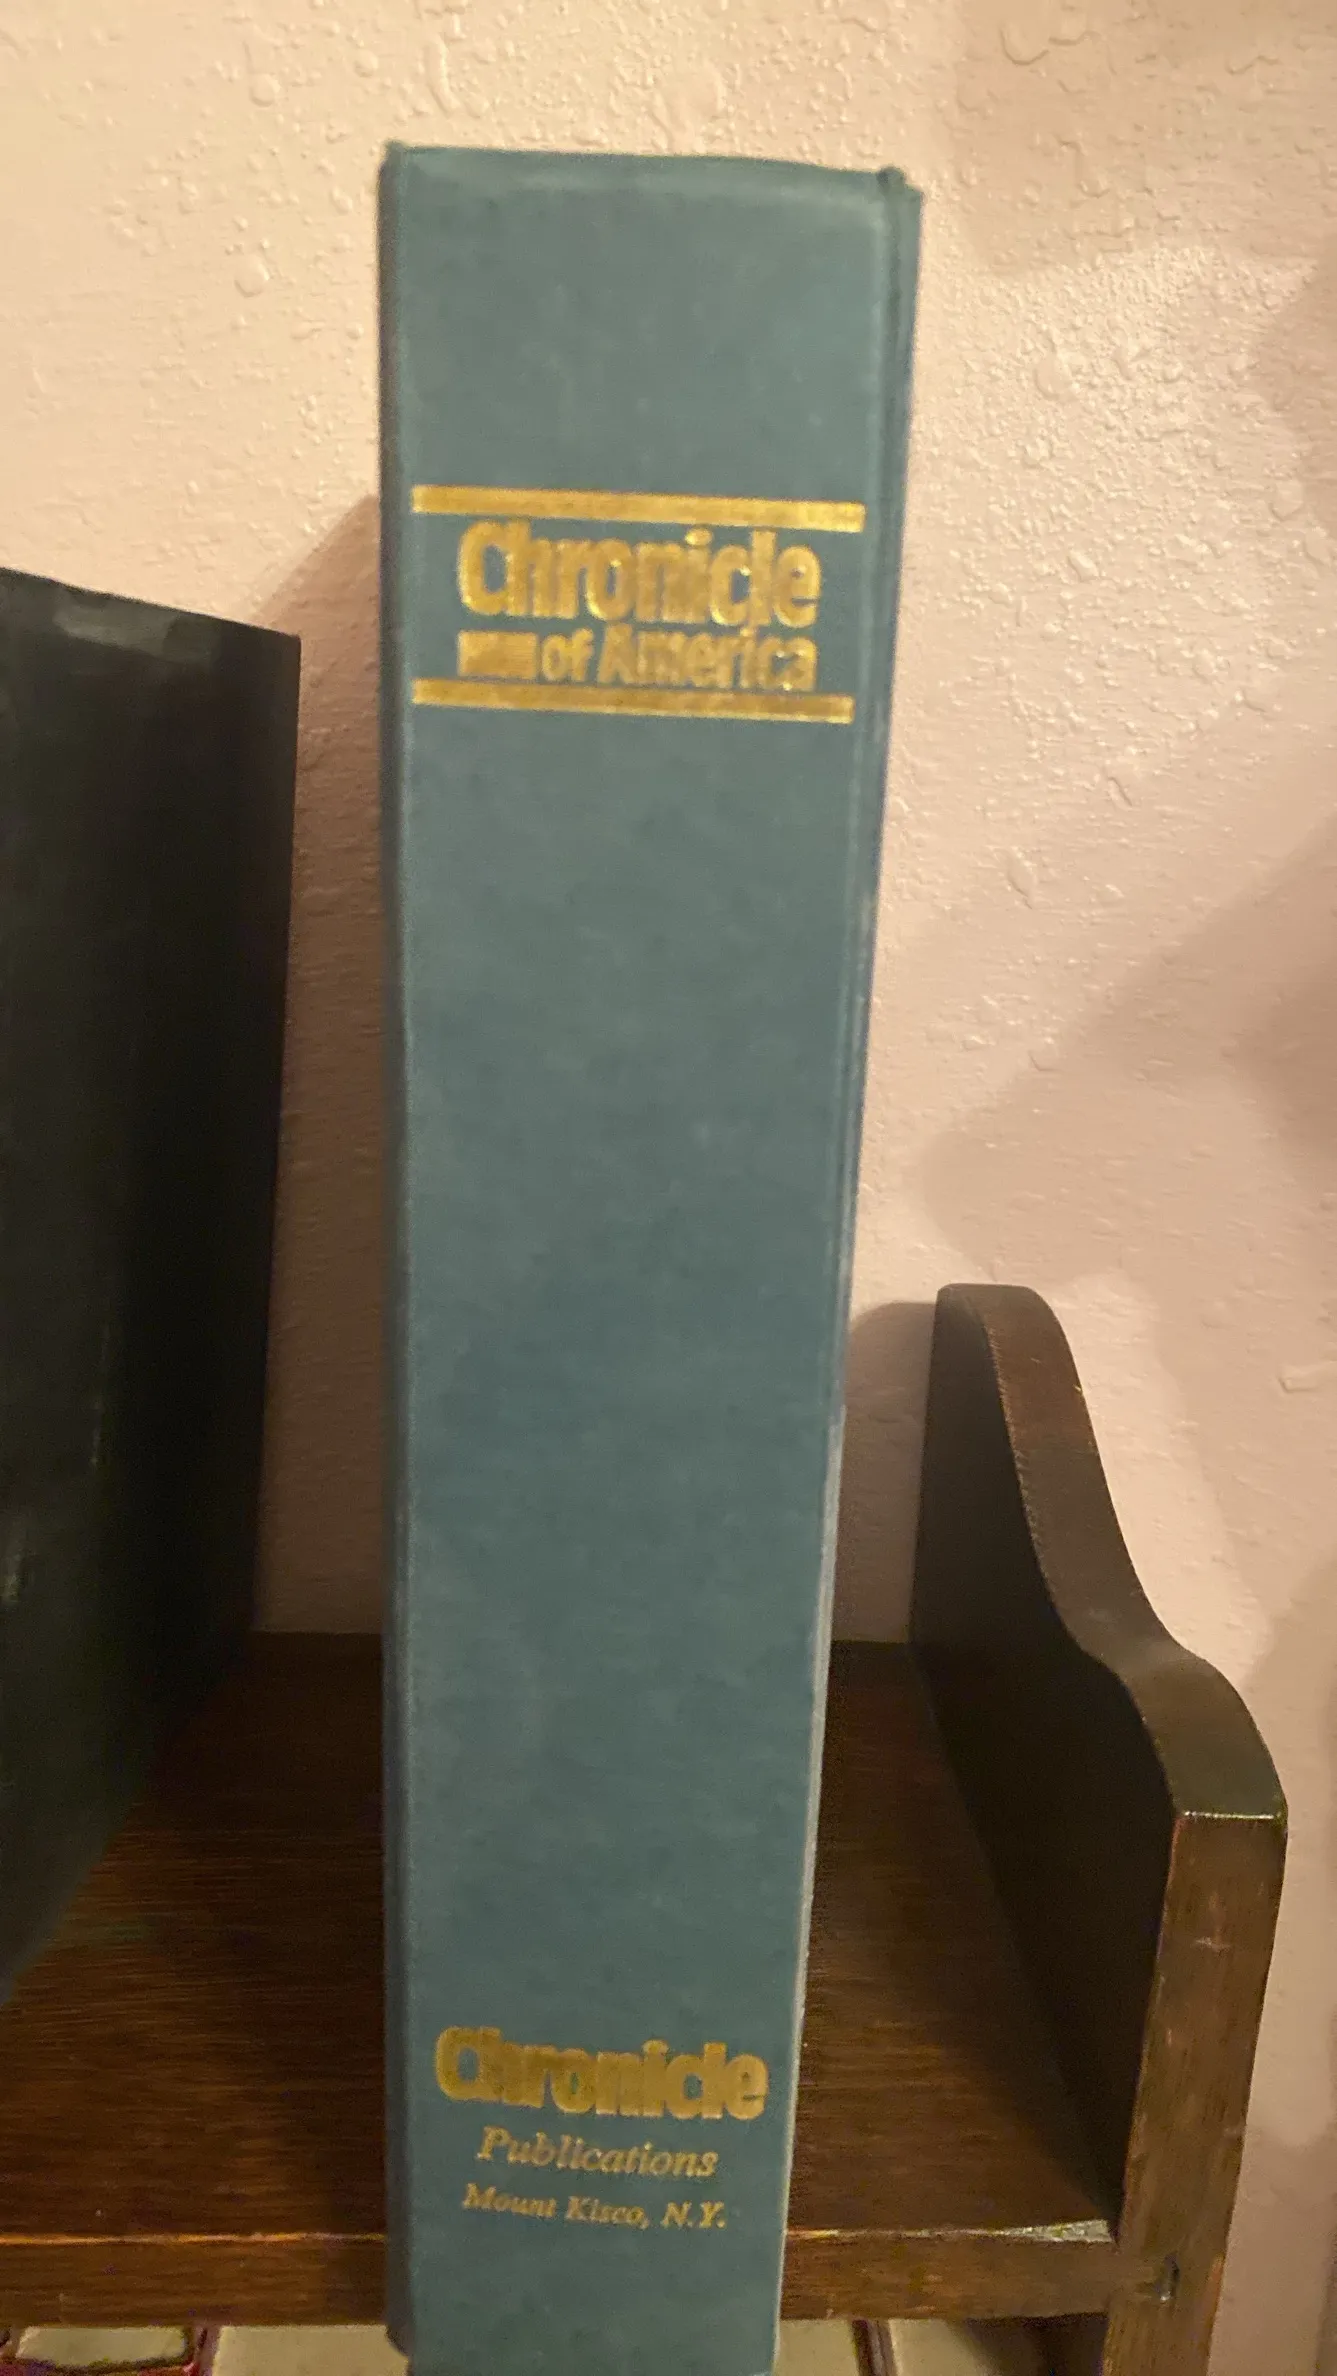 Chronicle
of America
Chronicle
Publications
Mount Kisco, N.Y.